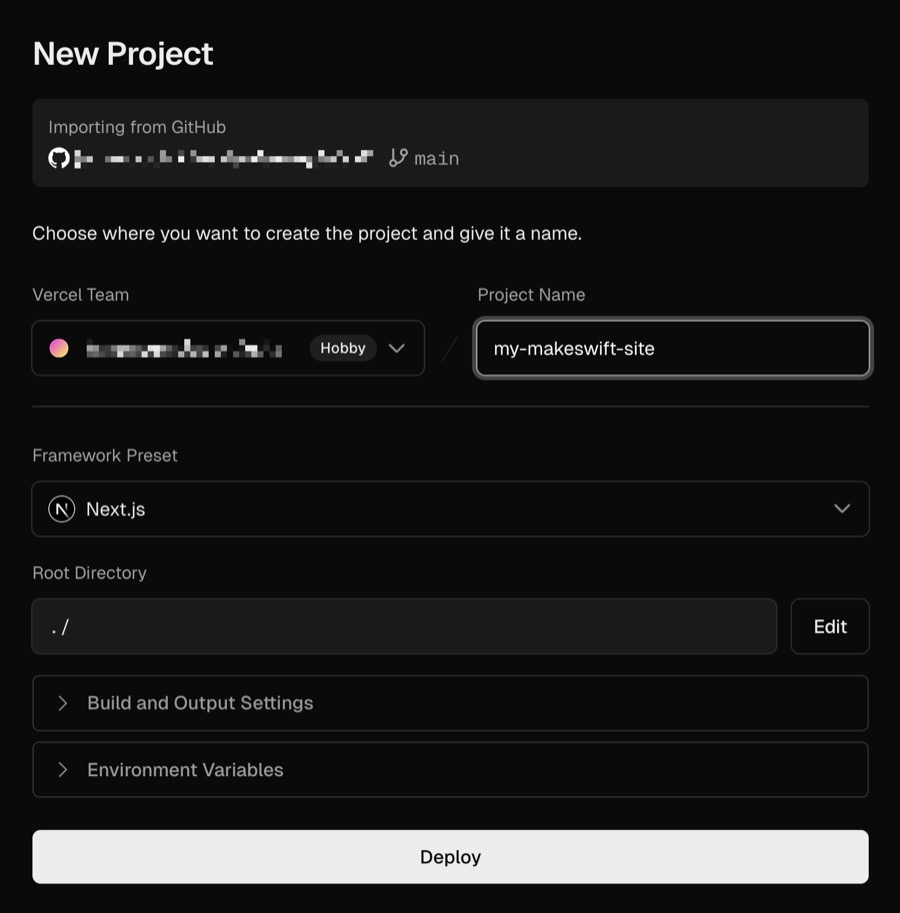 New Project
Importing from GitHub
main
Choose where you want to create the project and give it a name.
Vercel Team
Project Name
Hobby
my-makeswift-site
Framework Preset
Next.js
Root Directory
./
Edit
Build and Output Settings
Environment Variables
Deploy